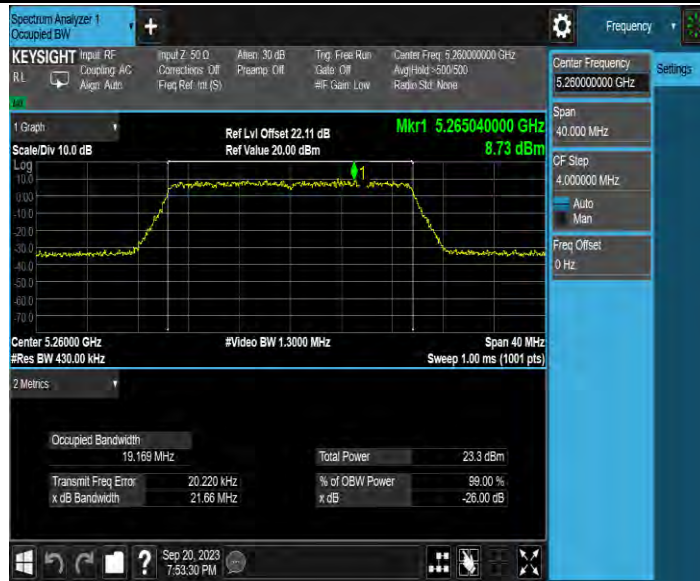 Spectrum Analyzer 1
Occupied BW
Frequency
KEYSIGHT
RL
Input: RF
Coupling: AC
Align: Auto
Input Z: 50 Ω
Corrections: Off
Freq Ref: Int (S)
Atten: 30 dB
Preamp: Off
Trig: Free Run
Gate: Off
#IF Gain: Low
Center Freq: 5.260000000 GHz
Avg|Hold:>500/500
Radio Std: None
1 Graph
Scale/Div 10.0 dB
Ref Lvl Offset 22.11 dB
Ref Value 20.00 dBm
Mkr1 5.265040000 GHz
8.73 dBm
Log
10.0
0.00
-10.0
-20.0
-30.0
-40.0
-50.0
-60.0
-70.0
1
Center 5.26000 GHz
#Res BW 430.00 kHz
#Video BW 1.3000 MHz
Span 40 MHz
Sweep 1.00 ms (1001 pts)
2 Metrics
Occupied Bandwidth
19.169 MHz
Transmit Freq Error 20.220 kHz
x dB Bandwidth 21.66 MHz
Total Power 23.3 dBm
% of OBW Power 99.00 %
x dB -26.00 dB
Center Frequency
5.260000000 GHz
Settings
Span
40.000 MHz
CF Step
4.000000 MHz
Auto
Man
Freq Offset
0 Hz
Sep 20, 2023
7:53:30 PM